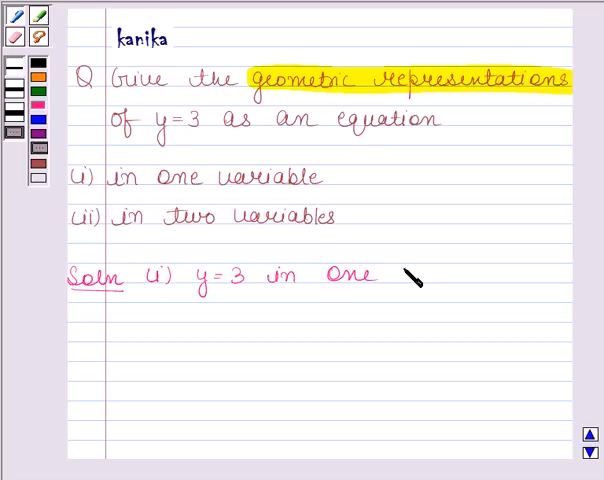 kanika
Q Give the geometric representations
of y=3 as an equation
(i) in one variable
(ii) in two variables
Soln (i) y=3 in one